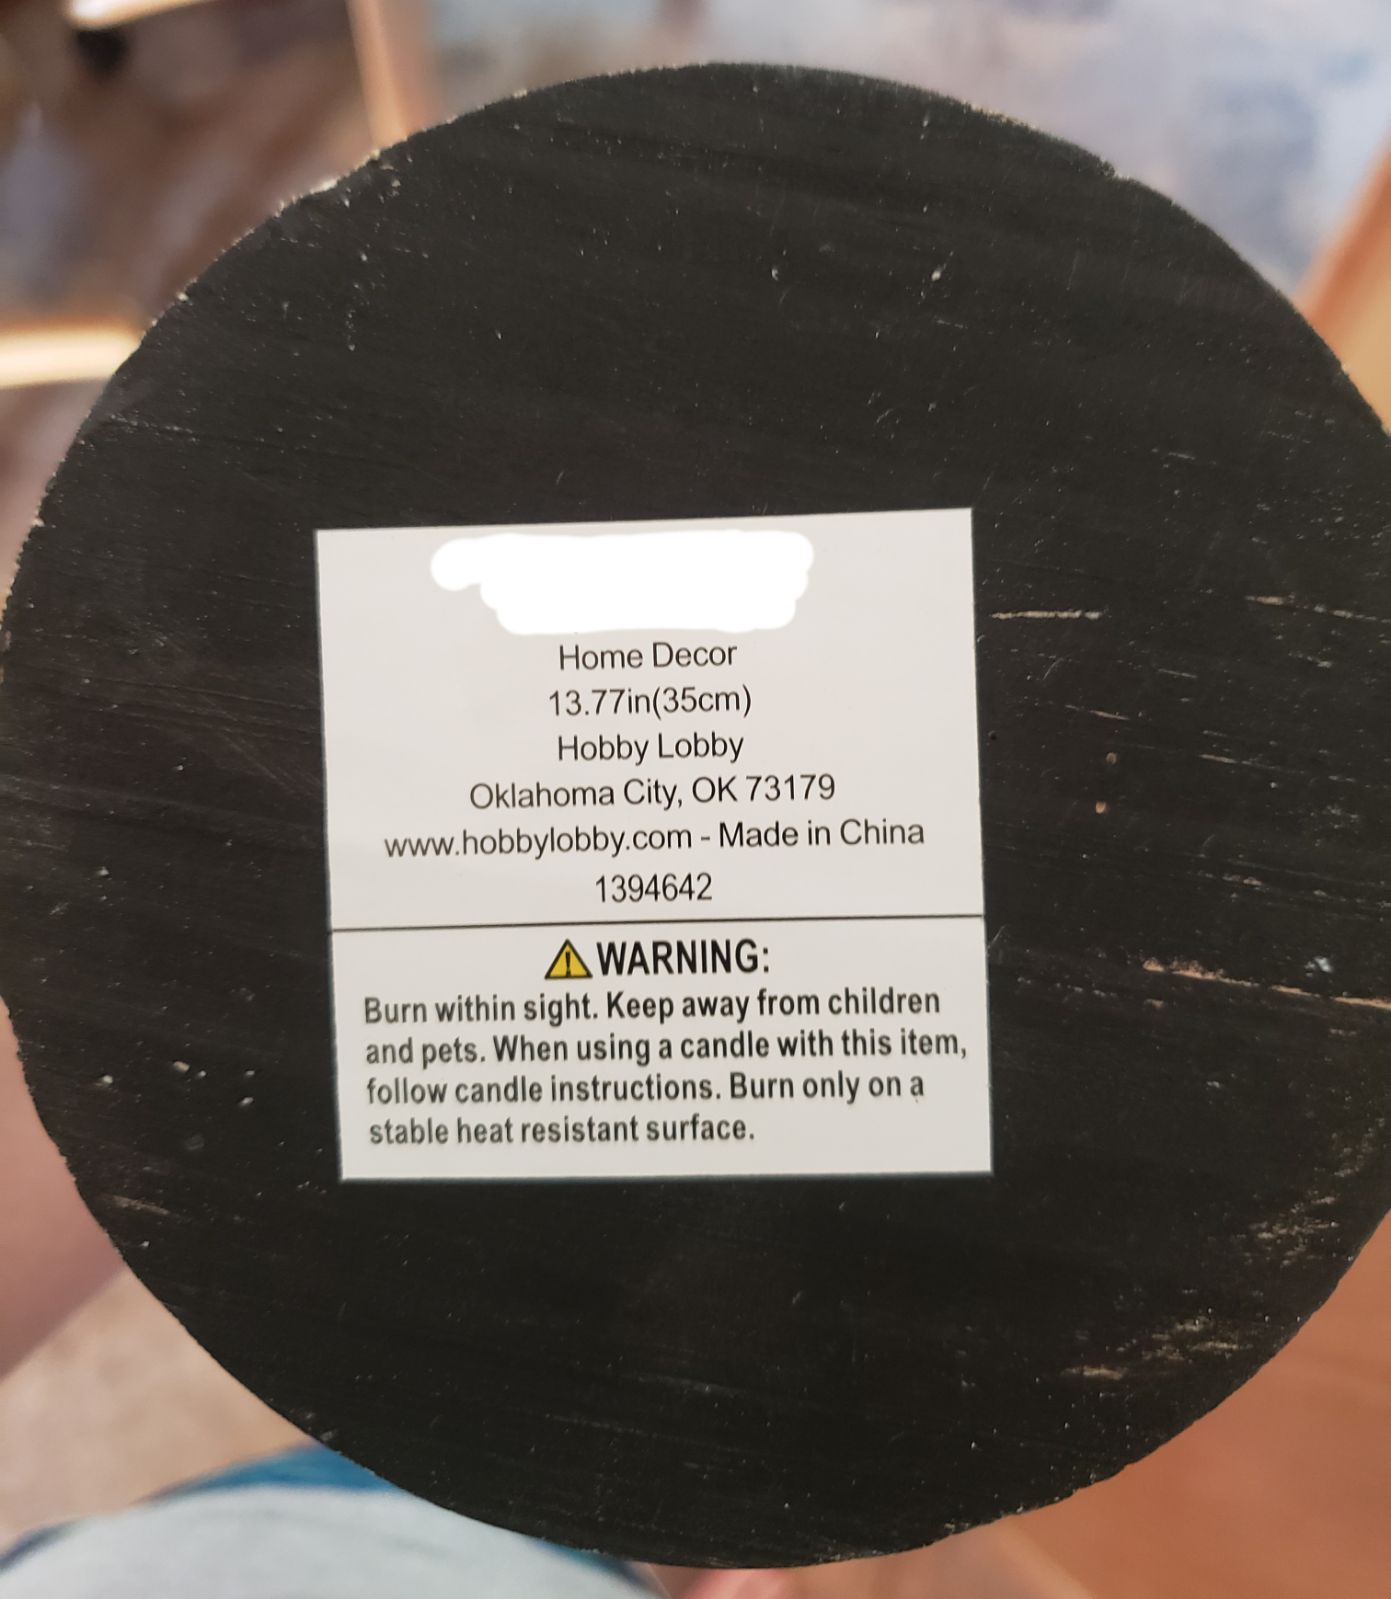 Home Decor
13.77in(35cm)
Hobby Lobby
Oklahoma City, OK 73179
www.hobbylobby.com - Made in China
1394642
⚠ WARNING:
Burn within sight. Keep away from children
and pets. When using a candle with this item,
follow candle instructions. Burn only on a
stable heat resistant surface.